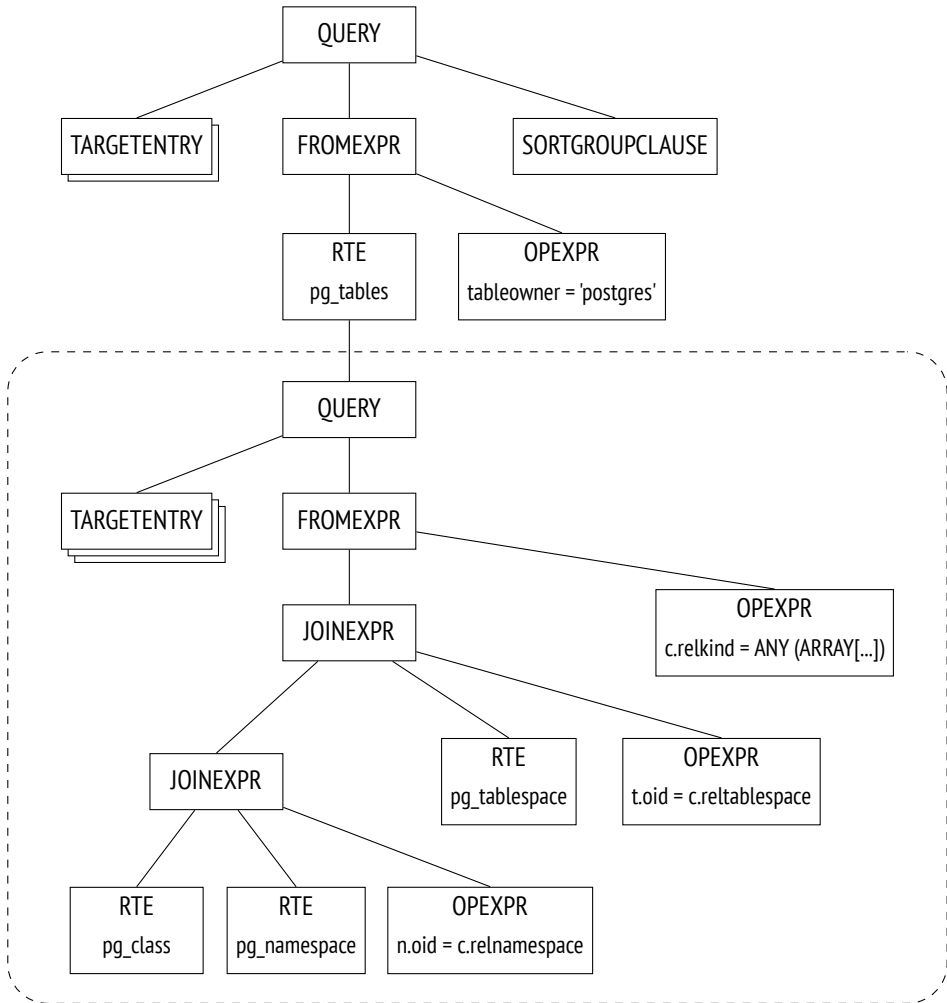 QUERY
TARGETENTRY
FROMEXPR
SORTGROUPCLAUSE
RTE
pg_tables
OPEXPR
tableowner = 'postgres'
QUERY
TARGETENTRY
FROMEXPR
JOINEXPR
OPEXPR
c.relkind = ANY (ARRAY[...])
JOINEXPR
RTE
pg_tablespace
OPEXPR
t.oid = c.reltablespace
RTE
pg_class
RTE
pg_namespace
OPEXPR
n.oid = c.relnamespace